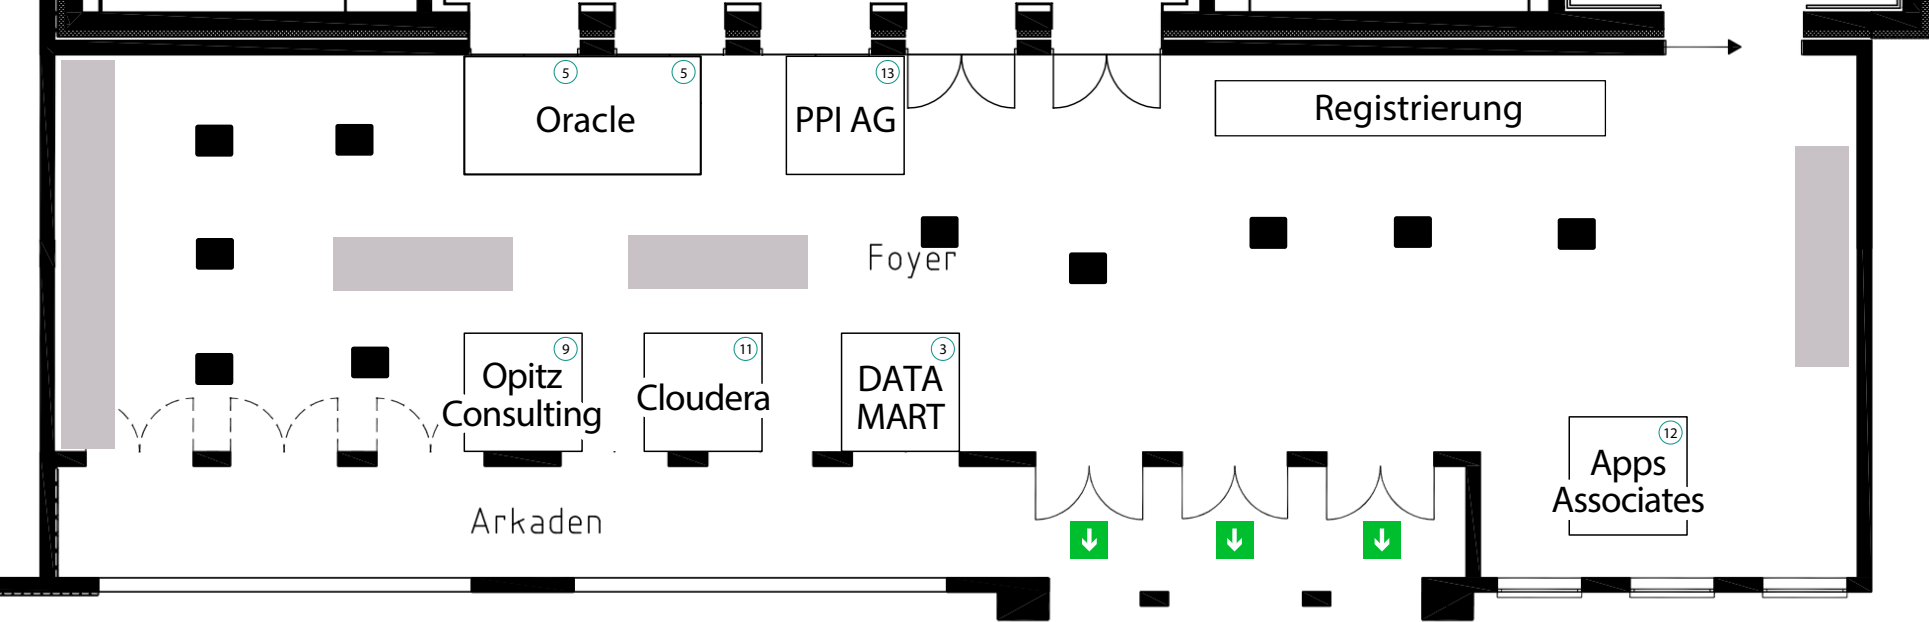 5
5
Oracle
13
PPI AG
Registrierung
Foyer
9
Opitz
Consulting
11
Cloudera
3
DATA
MART
12
Apps
Associates
Arkaden